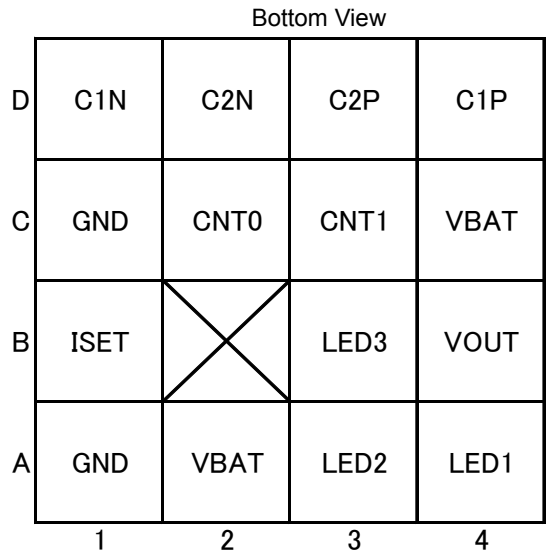 Bottom View
D C1N C2N C2P C1P
C GND CNT0 CNT1 VBAT
B ISET LED3 VOUT
A GND VBAT LED2 LED1
1 2 3 4